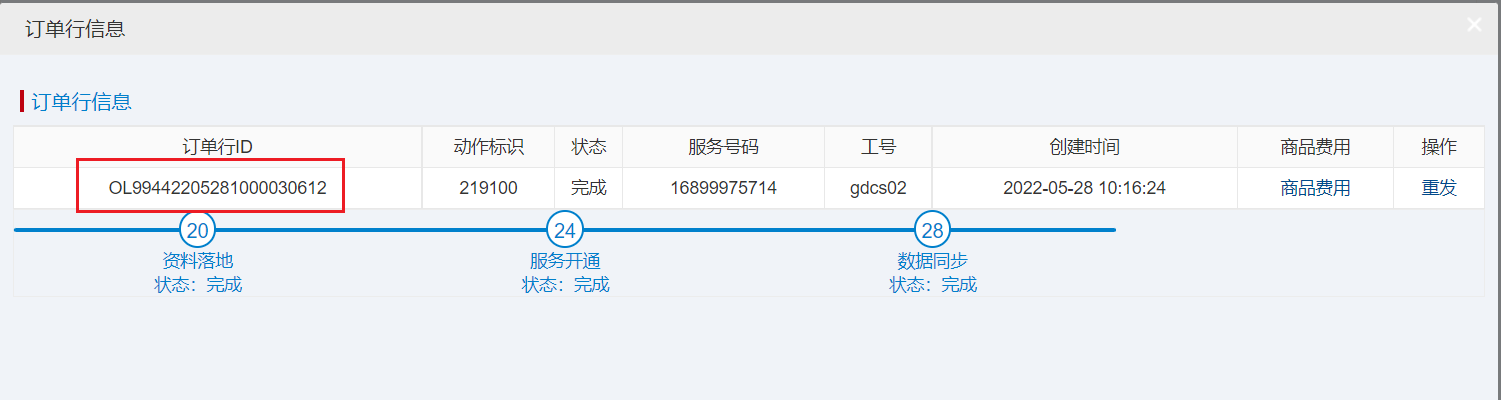 订单行信息
订单行信息
订单行ID 动作标识 状态 服务号码 工号 创建时间 商品费用 操作
OL99442205281000030612 219100 完成 16899975714 gdcs02 2022-05-28 10:16:24 商品费用 重发
20 24 28
资料落地 服务开通 数据同步
状态：完成 状态：完成 状态：完成